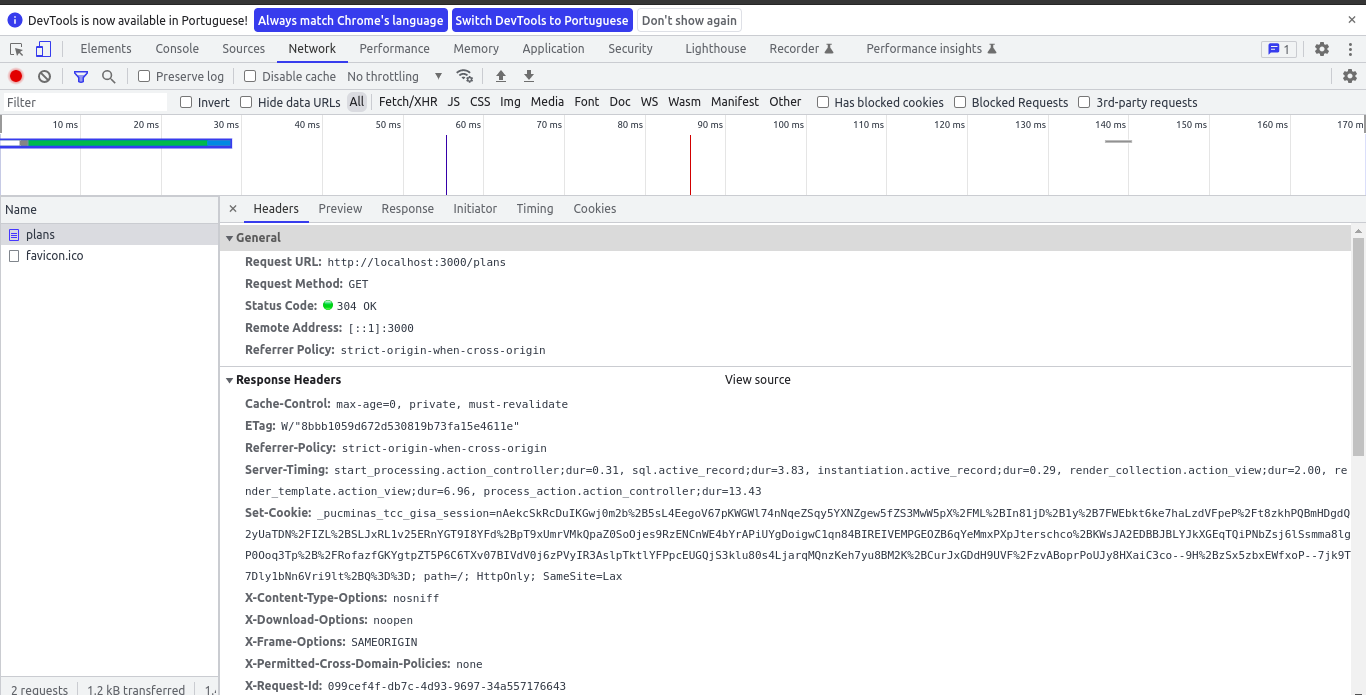 DevTools is now available in Portuguese! Always match Chrome's language Switch DevTools to Portuguese Don't show again
Elements Console Sources Network Performance Memory Application Security Lighthouse Recorder Performance insights 1
Preserve log Disable cache No throttling
Filter Invert Hide data URLs All Fetch/XHR JS CSS Img Media Font Doc WS Wasm Manifest Other Has blocked cookies Blocked Requests 3rd-party requests
10 ms 20 ms 30 ms 40 ms 50 ms 60 ms 70 ms 80 ms 90 ms 100 ms 110 ms 120 ms 130 ms 140 ms 150 ms 160 ms 170 m
Name
plans
favicon.ico
2 requests 1.2 kB transferred 1.
Headers Preview Response Initiator Timing Cookies
General
Request URL: http://localhost:3000/plans
Request Method: GET
Status Code: 304 OK
Remote Address: [::1]:3000
Referrer Policy: strict-origin-when-cross-origin
Response Headers View source
Cache-Control: max-age=0, private, must-revalidate
ETag: W/"8bbb1059d672d530819b73fa15e4611e"
Referrer-Policy: strict-origin-when-cross-origin
Server-Timing: start_processing.action_controller;dur=0.31, sql.active_record;dur=3.83, instantiation.active_record;dur=0.29, render_collection.action_view;dur=2.00, re
nder_template.action_view;dur=6.96, process_action.action_controller;dur=13.43
Set-Cookie: _pucminas_tcc_gisa_session=nAekcSkRcDuIKGwj0m2b%2B5sL4EegoV67pKWGWl74nNqeZSqy5YXNZgew5fZS3MwW5pX%2FML%2BIn81jD%2B1y%2B7FWEbkt6ke7haLzdVFpeP%2Ft8zkhPQBmHDgdQ
2yUaTDN%2FIZL%2BSLJxRL1v25ERnYGT9I8YFd%2BpT9xUmrVMkQpaZ0SoOjes9RzENCnWE4bYrAPiUYgDoigwC1qn84BIREIVEMPGEOZB6qYeMmxPXpJterschco%2BKWsJA2EDBBJBLYJkXGEqTQiPNbZsj6lSsmma8lg
P0Ooq3Tp%2B%2FRofazfGKYgtpZT5P6C6TXv07BIVdV0j6zPVyIR3AslpTktlYFPpcEUGQjS3klu80s4LjarqMQnzKeh7yu8BM2K%2BCurJxGDdH9UVF%2FzvABoprPoUJy8HXaiC3co--9H%2BzSx5zbxEWfxoP--7jk9T
7Dly1bNn6Vri9lt%2BQ%3D%3D; path=/; HttpOnly; SameSite=Lax
X-Content-Type-Options: nosniff
X-Download-Options: noopen
X-Frame-Options: SAMEORIGIN
X-Permitted-Cross-Domain-Policies: none
X-Request-Id: 099cef4f-db7c-4d93-9697-34a557176643